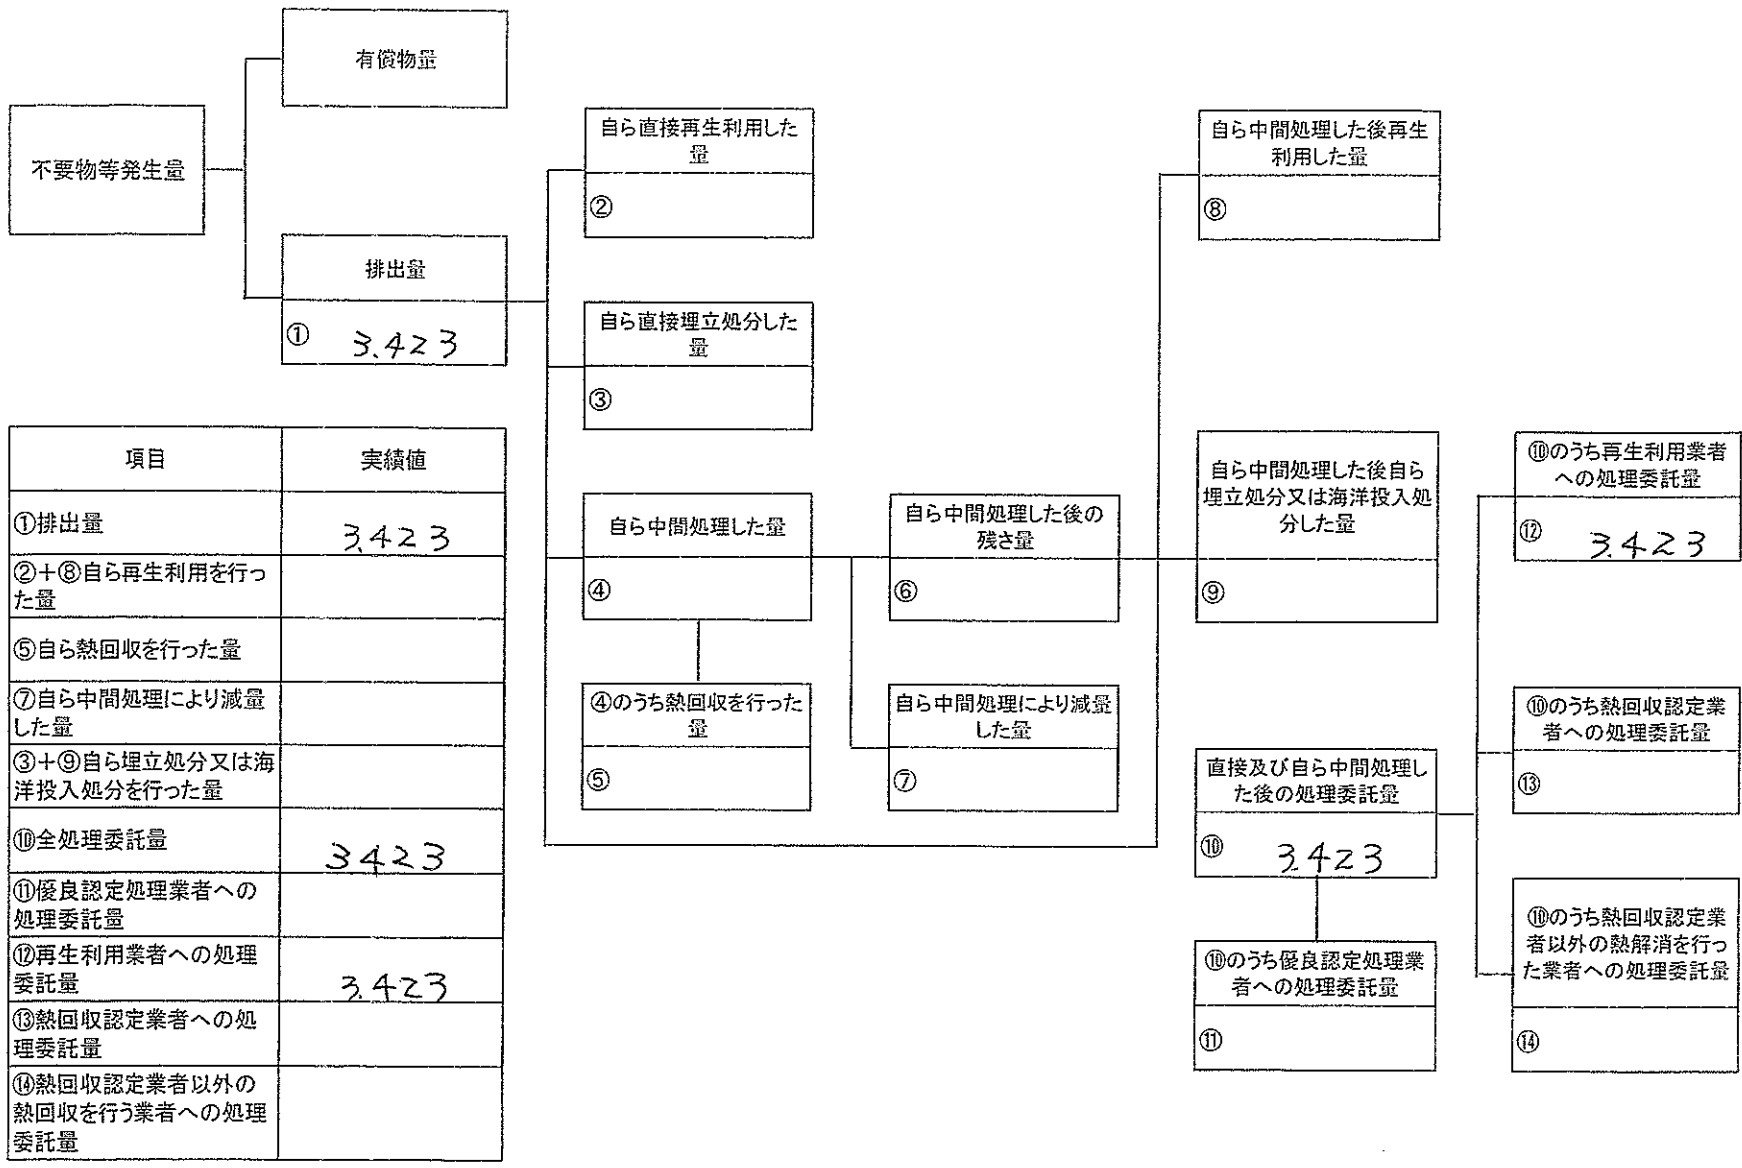 有償物量
不要物等発生量
排出量
① 3.423
自ら直接再生利用した
量
②
自ら直接埋立処分した
量
③
自ら中間処理した量
④
④のうち熱回収を行った
量
⑤
自ら中間処理した後の
残さ量
⑥
自ら中間処理により減量
した量
⑦
自ら中間処理した後再生
利用した量
⑧
自ら中間処理した後自ら
埋立処分又は海洋投入処
分した量
⑨
直接及び自ら中間処理し
た後の処理委託量
⑩ 3.423
⑩のうち優良認定処理業
者への処理委託量
⑪
⑩のうち再生利用業者
への処理委託量
⑫ 3.423
⑩のうち熱回収認定業
者への処理委託量
⑬
⑩のうち熱回収認定業
者以外の熱解消を行っ
た業者への処理委託量
⑭
項目 実績値
①排出量 3.423
②＋⑧自ら再生利用を行っ
た量
⑤自ら熱回収を行った量
⑦自ら中間処理により減量
した量
③＋⑨自ら埋立処分又は海
洋投入処分を行った量
⑩全処理委託量 3.423
⑪優良認定処理業者への
処理委託量
⑫再生利用業者への処理
委託量 3.423
⑬熱回収認定業者への処
理委託量
⑭熱回収認定業者以外の
熱回収を行う業者への処理
委託量